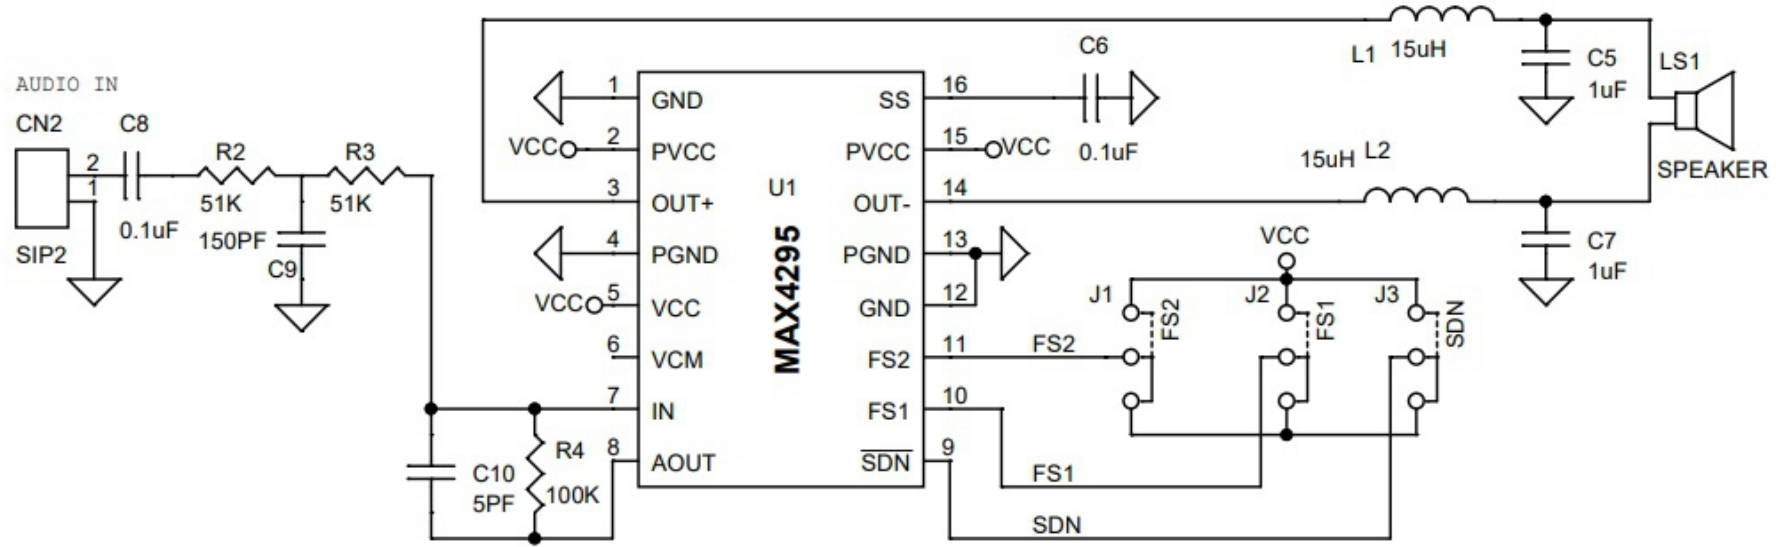 AUDIO IN
CN2
2
1
SIP2
C8
0.1uF
R2
51K
R3
51K
150PF
C9
C10
5PF
R4
100K
VCC
VCC
1
2
3
4
5
6
7
8
GND
PVCC
OUT+
PGND
VCC
VCM
IN
AOUT
U1
MAX4295
SS
PVCC
OUT-
PGND
GND
FS2
FS1
SDN
16
15
14
13
12
11
10
9
C6
0.1uF
VCC
L1 15uH
C5
1uF
LS1
SPEAKER
15uH L2
C7
1uF
VCC
J1
FS2
J2
FS1
J3
SDN
FS2
FS1
SDN